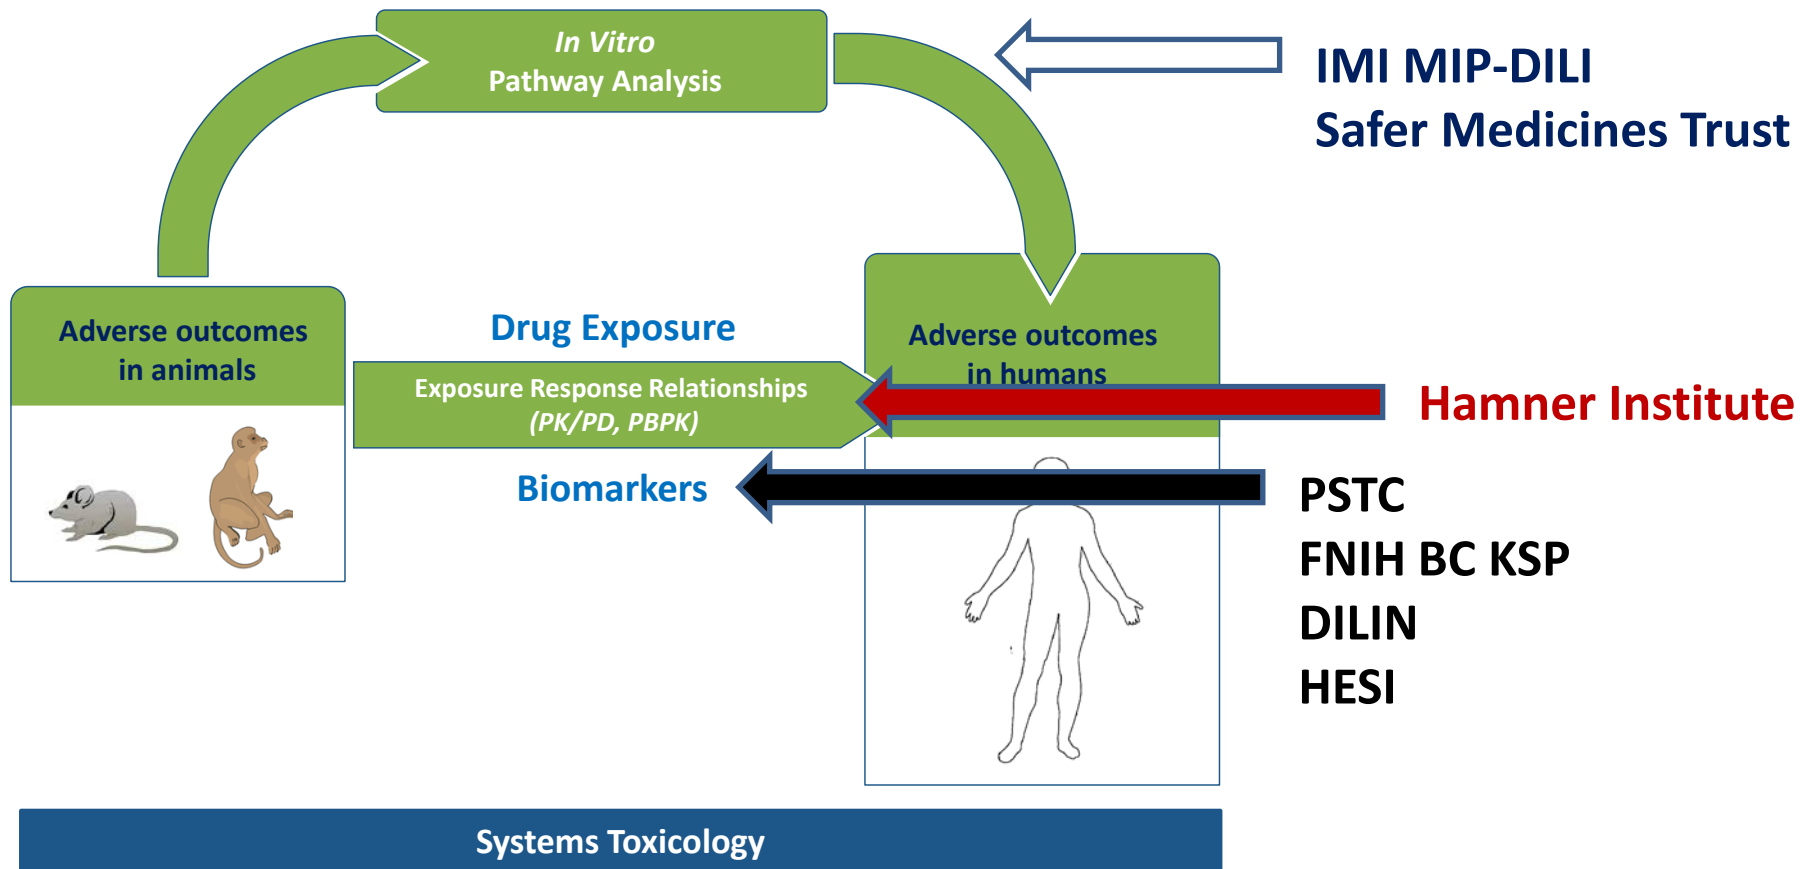 In Vitro
Pathway Analysis
IMI MIP-DILI
Safer Medicines Trust
Adverse outcomes
in animals
Drug Exposure
Exposure Response Relationships
(PK/PD, PBPK)
Biomarkers
Adverse outcomes
in humans
Hamner Institute
PSTC
FNIH BC KSP
DILIN
HESI
Systems Toxicology